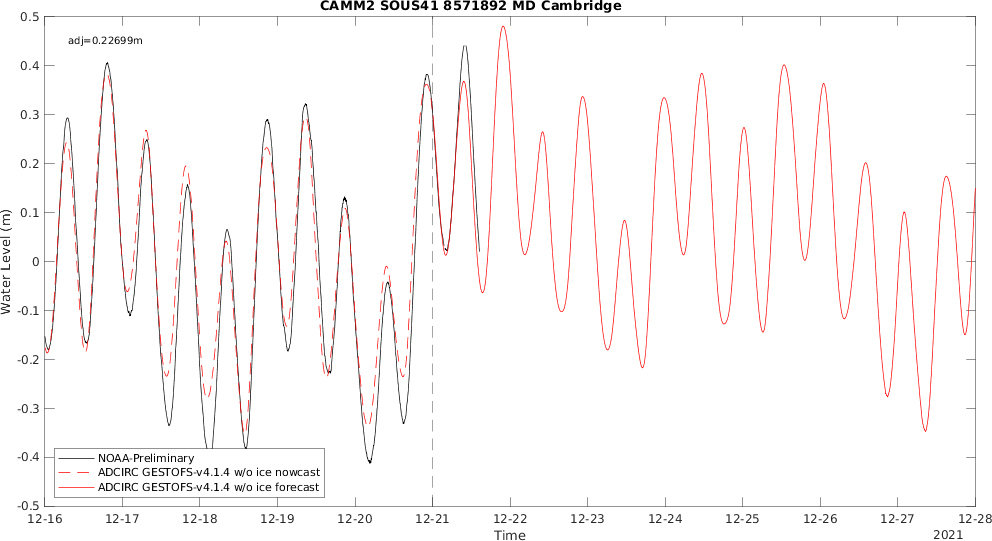 CAMM2 SOUS41 8571892 MD Cambridge
adj=0.22699m
Water Level (m)
0.5
0.4
0.3
0.2
0.1
0
-0.1
-0.2
-0.3
-0.4
-0.5
NOAA-Preliminary
ADCIRC GESTOFS-v4.1.4 w/o ice nowcast
ADCIRC GESTOFS-v4.1.4 w/o ice forecast
12-16 12-17 12-18 12-19 12-20 12-21 12-22 12-23 12-24 12-25 12-26 12-27 12-28
Time
2021